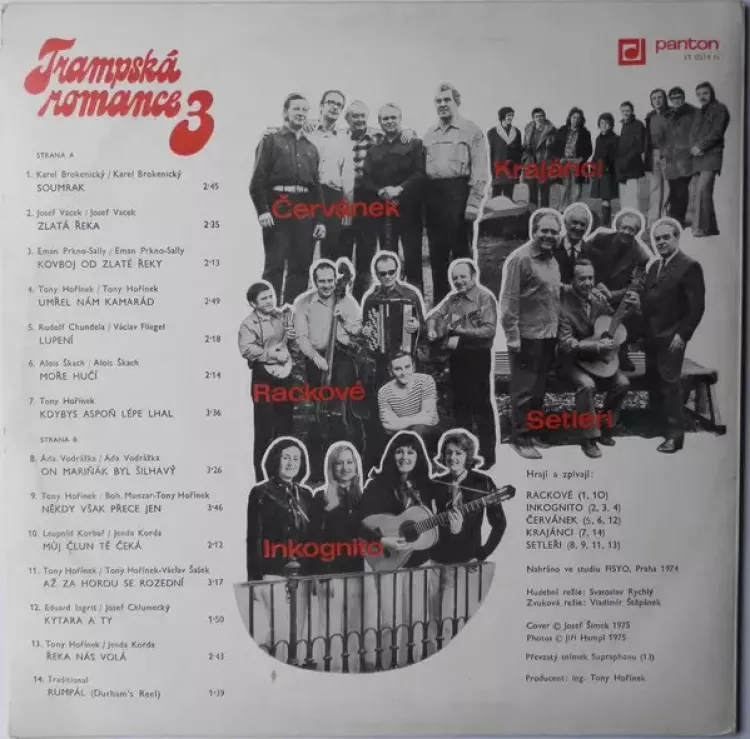 Trampská
romance 3
panton
STRANA A
1. Karel Brokenický / Karel Brokenický
SOUMRAK 2·45
2. Josef Vacek / Josef Vacek
ZLATÁ ŘEKA 2·35
3. Eman Prkno-Sally / Eman Prkno-Sally
KOVBOJ OD ZLATÉ ŘEKY 2·13
4. Tony Hořínek / Tony Hořínek
UMŘEL NÁM KAMARÁD 2·49
5. Rudolf Chundela / Václav Fliegel
LUPENÍ 2·18
6. Alois Škach / Alois Škach
MOŘE HUČÍ 2·14
7. Tony Hořínek
KDYBYS ASPOŇ LÉPE LHAL 3·36
STRANA B
8. Áda Vodrážka / Áda Vodrážka
ON MARIŇÁK BYL ŠILHAVÝ 3·26
9. Tony Hořínek / Boh. Munzar-Tony Hořínek
NĚKDY VŠAK PŘECE JEN 3·46
10. Leopold Korbař / Jenda Korda
MŮJ ČLUN TĚ ČEKÁ 2·12
11. Tony Hořínek / Tony Hořínek-Václav Šašek
AŽ ZA HOROU SE ROZEDNÍ 3·17
12. Eduard Ingriš / Josef Chlumecký
KYTARA A TY 1·50
13. Tony Hořínek / Jenda Korda
ŘEKA NÁS VOLÁ 2·43
14. Traditional
RUMPÁL (Durham's Reel) 1·39
Krajánci
Červánek
Rackové
Setleři
Inkognito
Hrají a zpívají:
RACKOVÉ (1, 10)
INKOGNITO (2, 3, 4)
ČERVÁNEK (5, 6, 12)
KRAJÁNCI (7, 14)
SETLEŘI (8, 9, 11, 13)
Nahráno ve studiu FISYO, Praha 1974
Hudební režie: Svatoslav Rychlý
Zvuková režie: Vladimír Štěpánek
Cover © Josef Šimek 1975
Photos © Jiří Hampl 1975
Převzatý snímek Supraphonu (13)
Producent: ing. Tony Hořínek